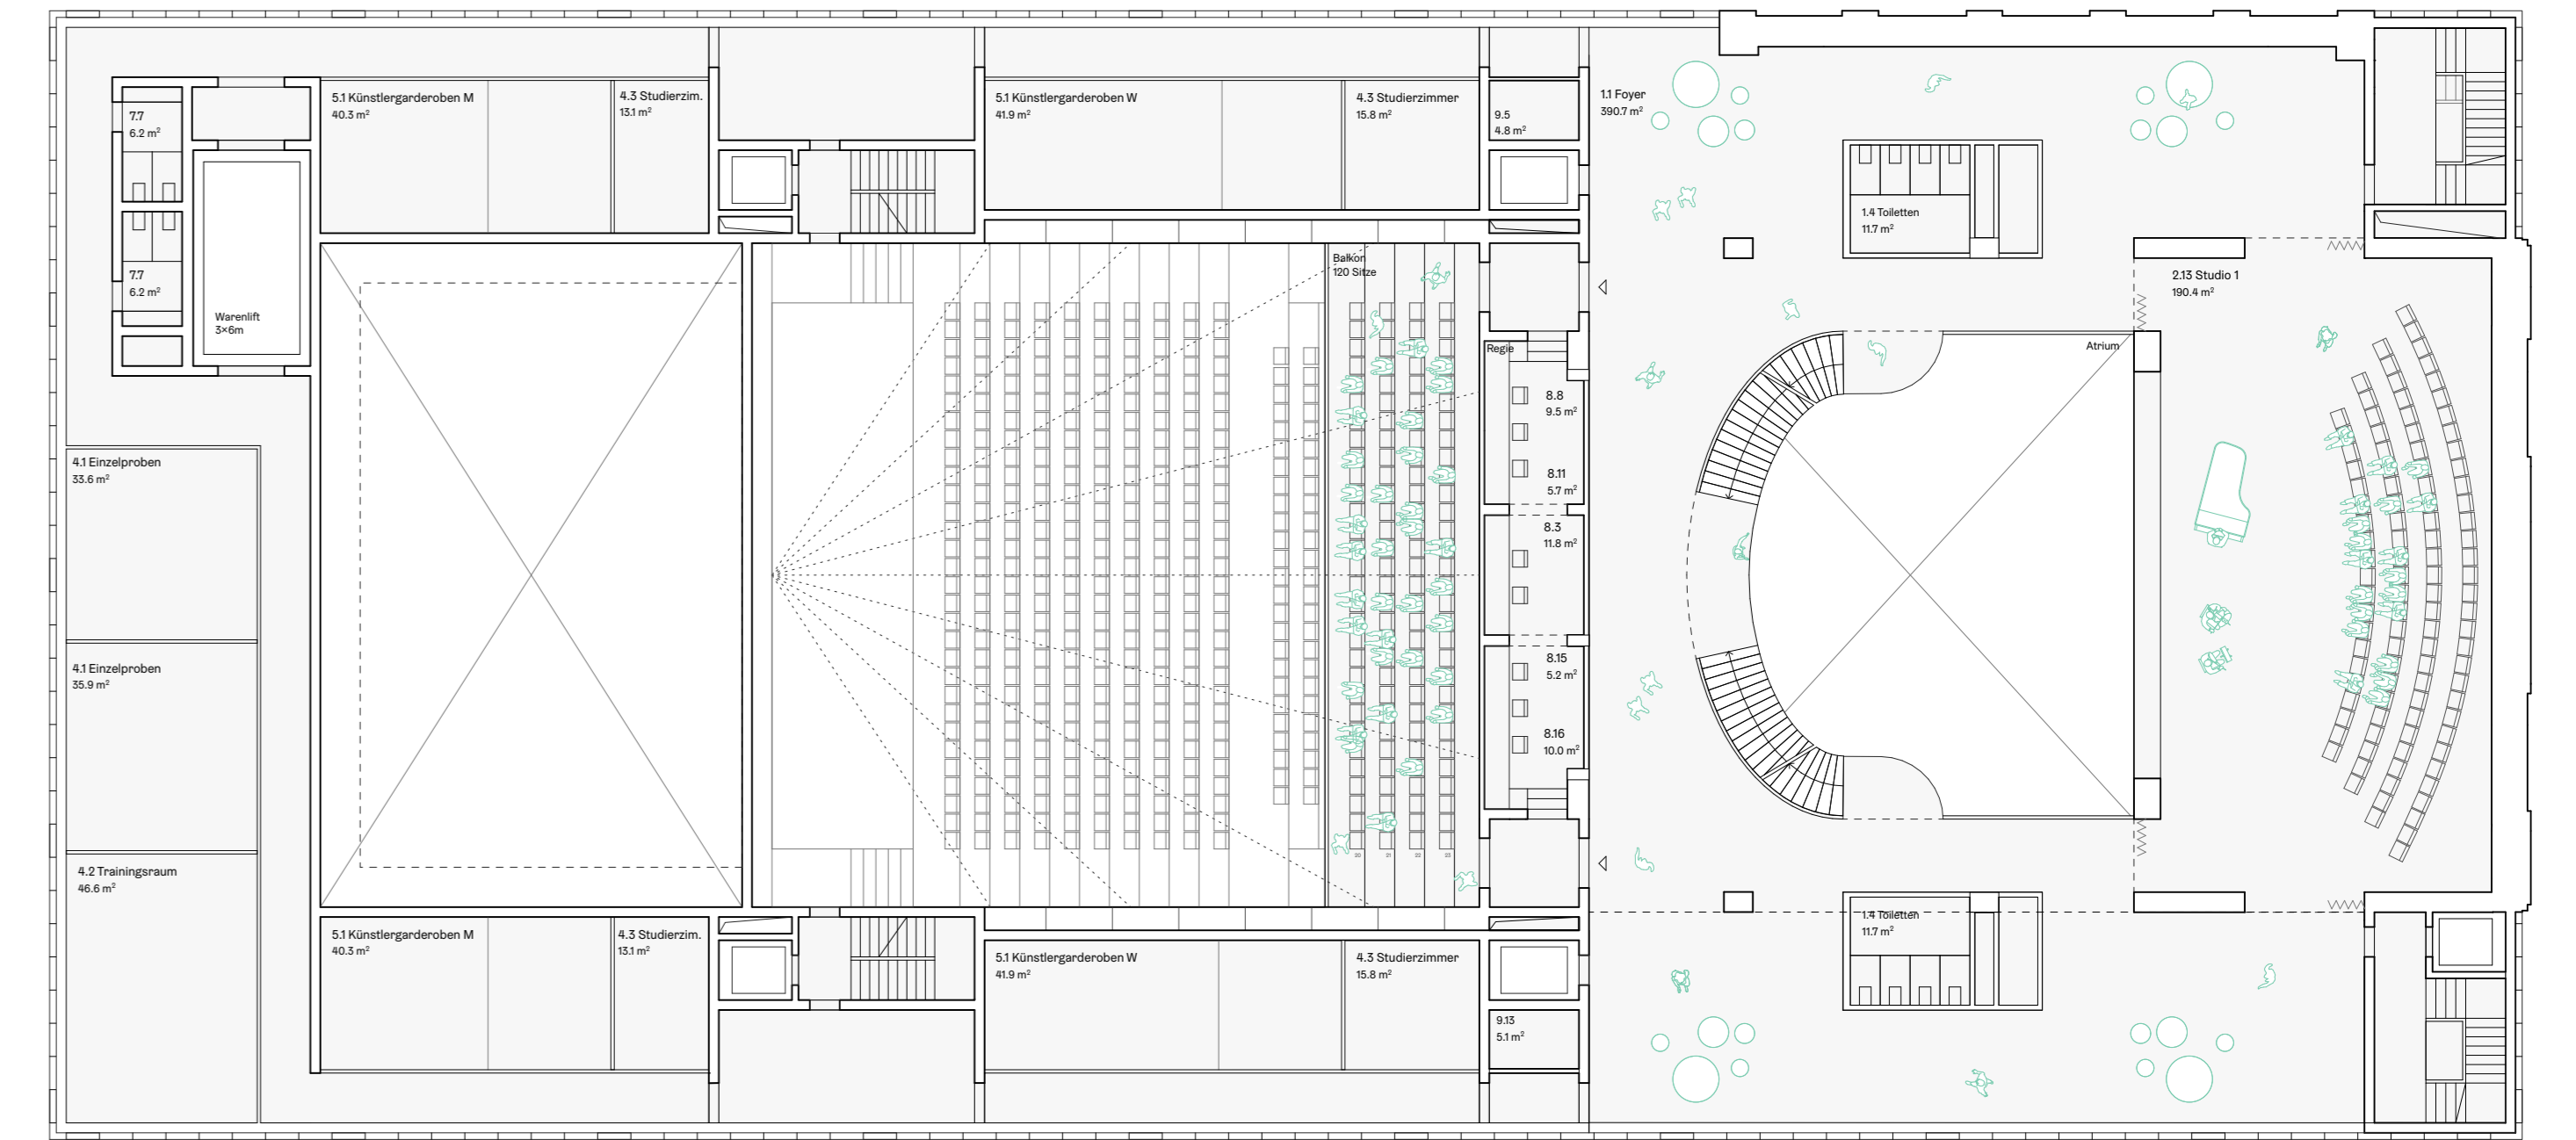 5.1 Künstlergarderoben M
40.3 m²
4.3 Studierzim.
13.1 m²
5.1 Künstlergarderoben W
41.9 m²
4.3 Studierzimmer
15.8 m²
9.5
4.8 m²
1.1 Foyer
390.7 m²
7.7
6.2 m²
7.7
6.2 m²
Warenlift
3×6m
1.4 Toiletten
11.7 m²
Balkon
120 Sitze
2.13 Studio 1
190.4 m²
Regie
Atrium
8.8
9.5 m²
8.11
5.7 m²
8.3
11.8 m²
8.15
5.2 m²
8.16
10.0 m²
4.1 Einzelproben
33.6 m²
4.1 Einzelproben
35.9 m²
4.2 Trainingsraum
46.6 m²
20
21
22
23
5.1 Künstlergarderoben M
40.3 m²
4.3 Studierzim.
13.1 m²
5.1 Künstlergarderoben W
41.9 m²
4.3 Studierzimmer
15.8 m²
9.13
5.1 m²
1.4 Toiletten
11.7 m²